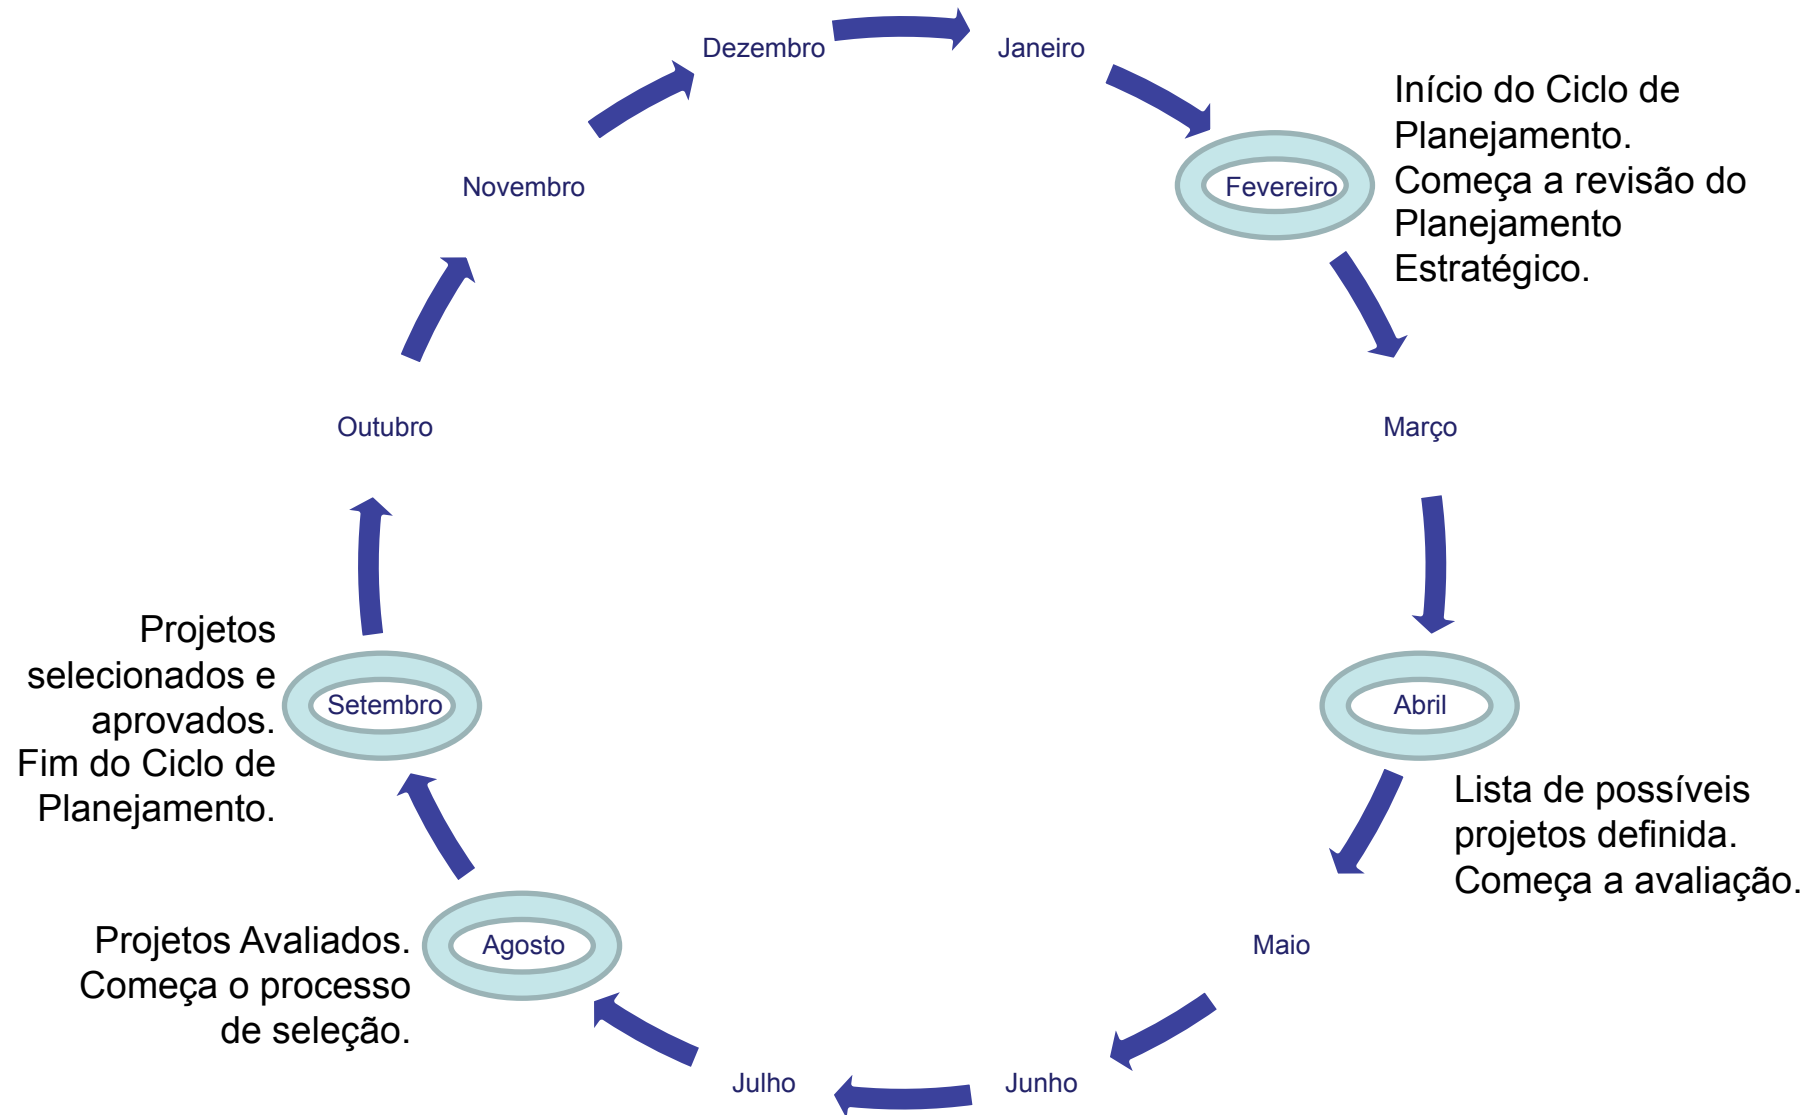 Dezembro
Janeiro
Início do Ciclo de
Planejamento.
Começa a revisão do
Planejamento
Estratégico.
Fevereiro
Novembro
Março
Outubro
Projetos
selecionados e
aprovados.
Fim do Ciclo de
Planejamento.
Setembro
Abril
Lista de possíveis
projetos definida.
Começa a avaliação.
Projetos Avaliados.
Começa o processo
de seleção.
Agosto
Maio
Julho
Junho